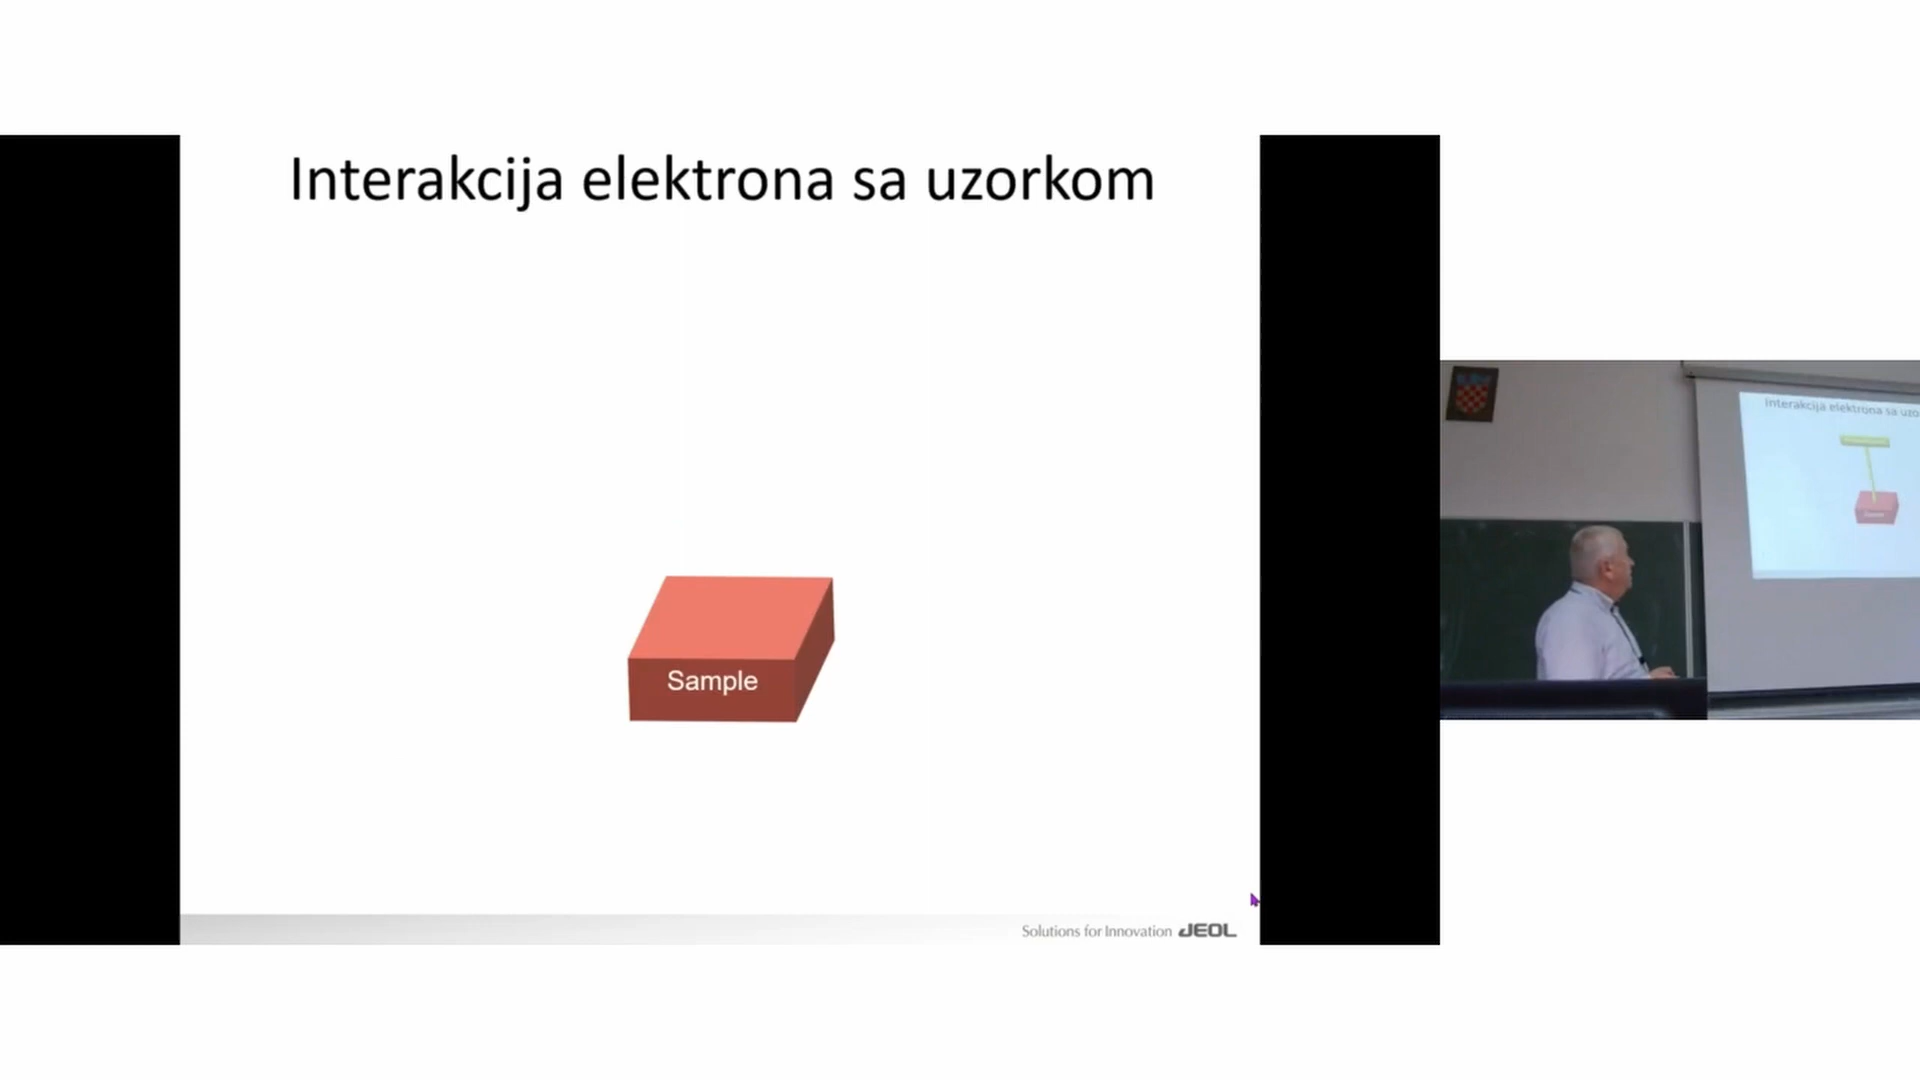 Interakcija elektrona sa uzorkom
Sample
Solutions for Innovation JEOL
Interakcija elektrona sa uzo